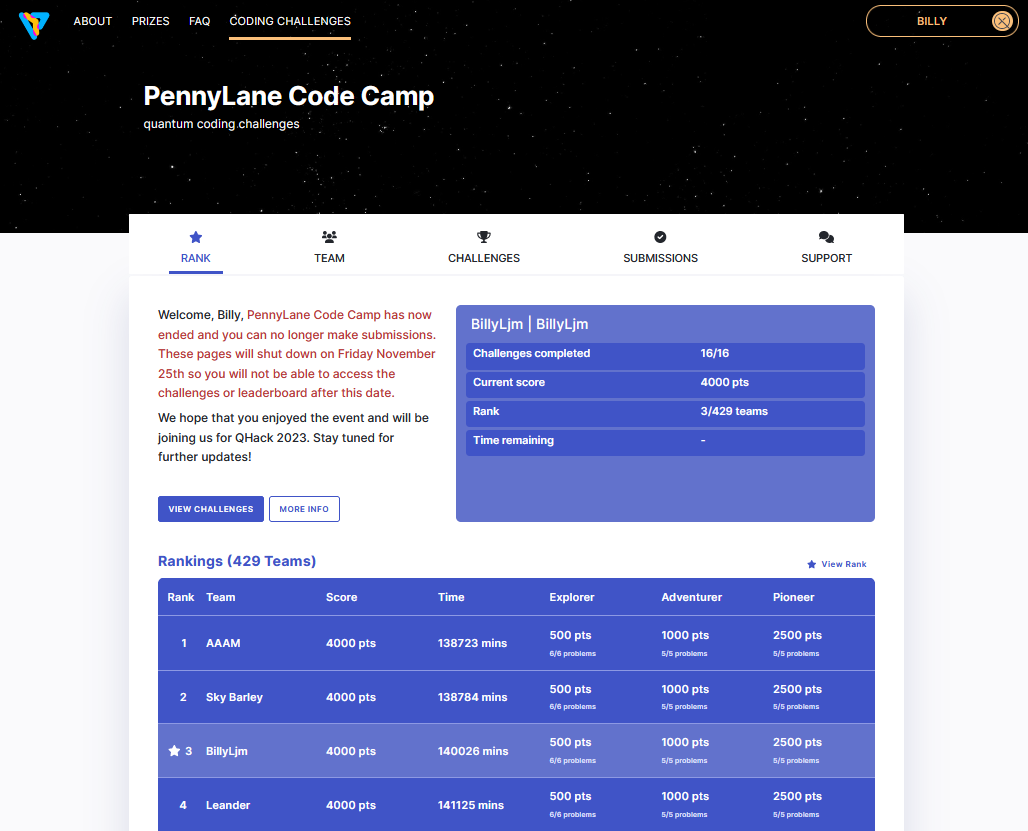 ABOUT PRIZES FAQ CODING CHALLENGES BILLY
PennyLane Code Camp
quantum coding challenges
RANK TEAM CHALLENGES SUBMISSIONS SUPPORT
Welcome, Billy, PennyLane Code Camp has now
ended and you can no longer make submissions.
These pages will shut down on Friday November
25th so you will not be able to access the
challenges or leaderboard after this date.
We hope that you enjoyed the event and will be
joining us for QHack 2023. Stay tuned for
further updates!
VIEW CHALLENGES MORE INFO
BillyLjm | BillyLjm
Challenges completed 16/16
Current score 4000 pts
Rank 3/429 teams
Time remaining -
Rankings (429 Teams) View Rank
Rank Team Score Time Explorer Adventurer Pioneer
1 AAAM 4000 pts 138723 mins 500 pts 1000 pts 2500 pts
6/6 problems 5/5 problems 5/5 problems
2 Sky Barley 4000 pts 138784 mins 500 pts 1000 pts 2500 pts
6/6 problems 5/5 problems 5/5 problems
3 BillyLjm 4000 pts 140026 mins 500 pts 1000 pts 2500 pts
6/6 problems 5/5 problems 5/5 problems
4 Leander 4000 pts 141125 mins 500 pts 1000 pts 2500 pts
6/6 problems 5/5 problems 5/5 problems